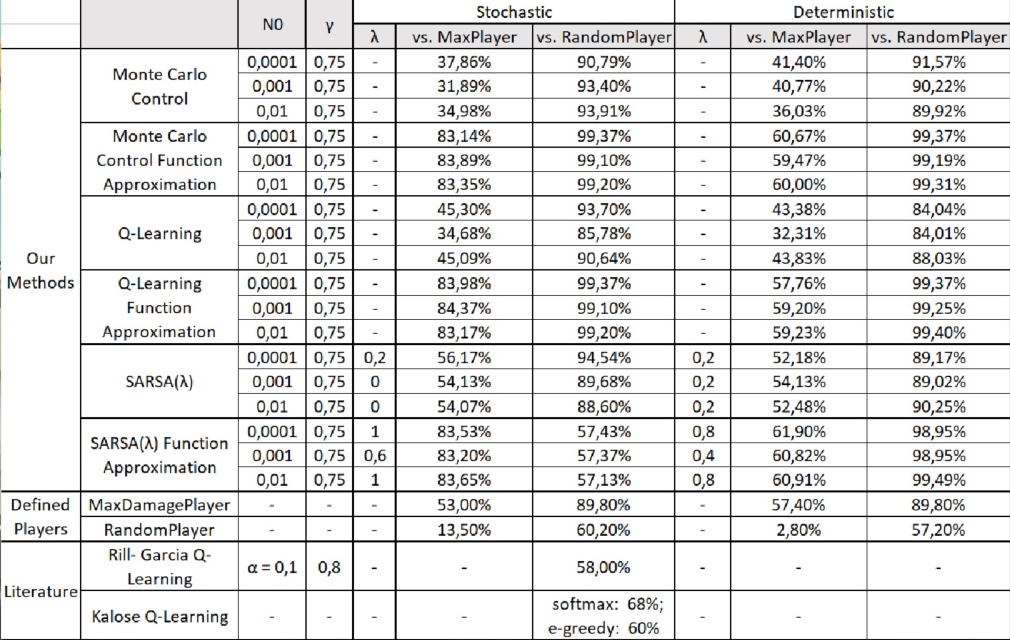 Stochastic Deterministic
N0 γ
λ vs. MaxPlayer vs. RandomPlayer λ vs. MaxPlayer vs. RandomPlayer
Our Methods
Monte Carlo Control
0,0001 0,75 - 37,86% 90,79% - 41,40% 91,57%
0,001 0,75 - 31,89% 93,40% - 40,77% 90,22%
0,01 0,75 - 34,98% 93,91% - 36,03% 89,92%
Monte Carlo Control Function Approximation
0,0001 0,75 - 83,14% 99,37% - 60,67% 99,37%
0,001 0,75 - 83,89% 99,10% - 59,47% 99,19%
0,01 0,75 - 83,35% 99,20% - 60,00% 99,31%
Q-Learning
0,0001 0,75 - 45,30% 93,70% - 43,38% 84,04%
0,001 0,75 - 34,68% 85,78% - 32,31% 84,01%
0,01 0,75 - 45,09% 90,64% - 43,83% 88,03%
Q-Learning Function Approximation
0,0001 0,75 - 83,98% 99,37% - 57,76% 99,37%
0,001 0,75 - 84,37% 99,10% - 59,20% 99,25%
0,01 0,75 - 83,17% 99,20% - 59,23% 99,40%
SARSA(λ)
0,0001 0,75 0,2 56,17% 94,54% 0,2 52,18% 89,17%
0,001 0,75 0 54,13% 89,68% 0,2 54,13% 89,02%
0,01 0,75 0 54,07% 88,60% 0,2 52,48% 90,25%
SARSA(λ) Function Approximation
0,0001 0,75 1 83,53% 57,43% 0,8 61,90% 98,95%
0,001 0,75 0,6 83,20% 57,37% 0,4 60,82% 98,95%
0,01 0,75 1 83,65% 57,13% 0,8 60,91% 99,49%
Defined Players
MaxDamagePlayer - - - 53,00% 89,80% - 57,40% 89,80%
RandomPlayer - - - 13,50% 60,20% - 2,80% 57,20%
Literature
Rill- Garcia Q-Learning α = 0,1 0,8 - - 58,00% - - -
Kalose Q-Learning - - - - softmax: 68%; e-greedy: 60% - - -